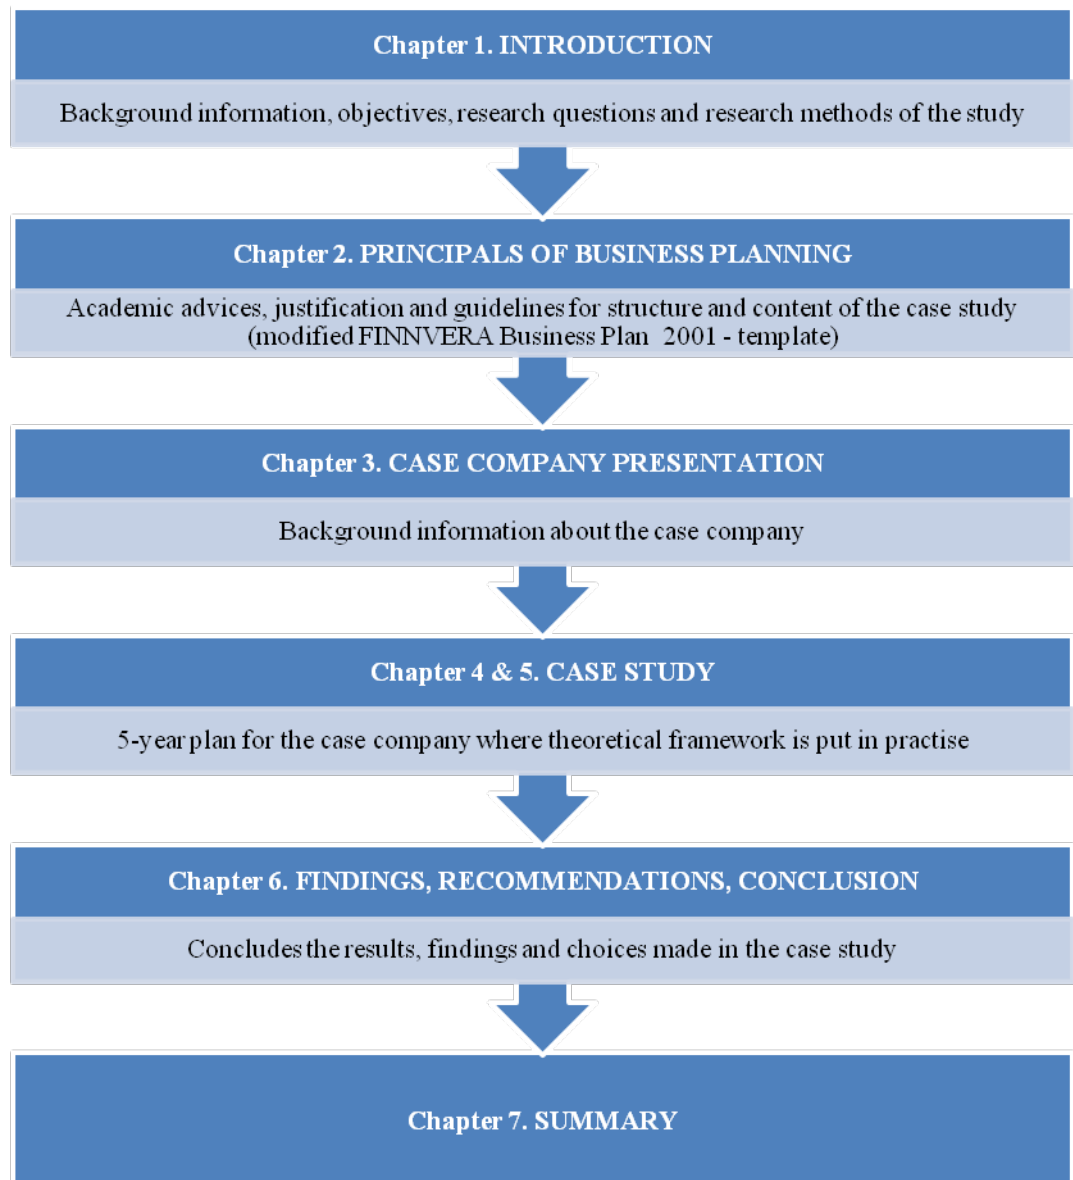 Chapter 1. INTRODUCTION
Background information, objectives, research questions and research methods of the study
Chapter 2. PRINCIPALS OF BUSINESS PLANNING
Academic advices, justification and guidelines for structure and content of the case study
(modified FINNVERA Business Plan 2001 - template)
Chapter 3. CASE COMPANY PRESENTATION
Background information about the case company
Chapter 4 & 5. CASE STUDY
5-year plan for the case company where theoretical framework is put in practise
Chapter 6. FINDINGS, RECOMMENDATIONS, CONCLUSION
Concludes the results, findings and choices made in the case study
Chapter 7. SUMMARY